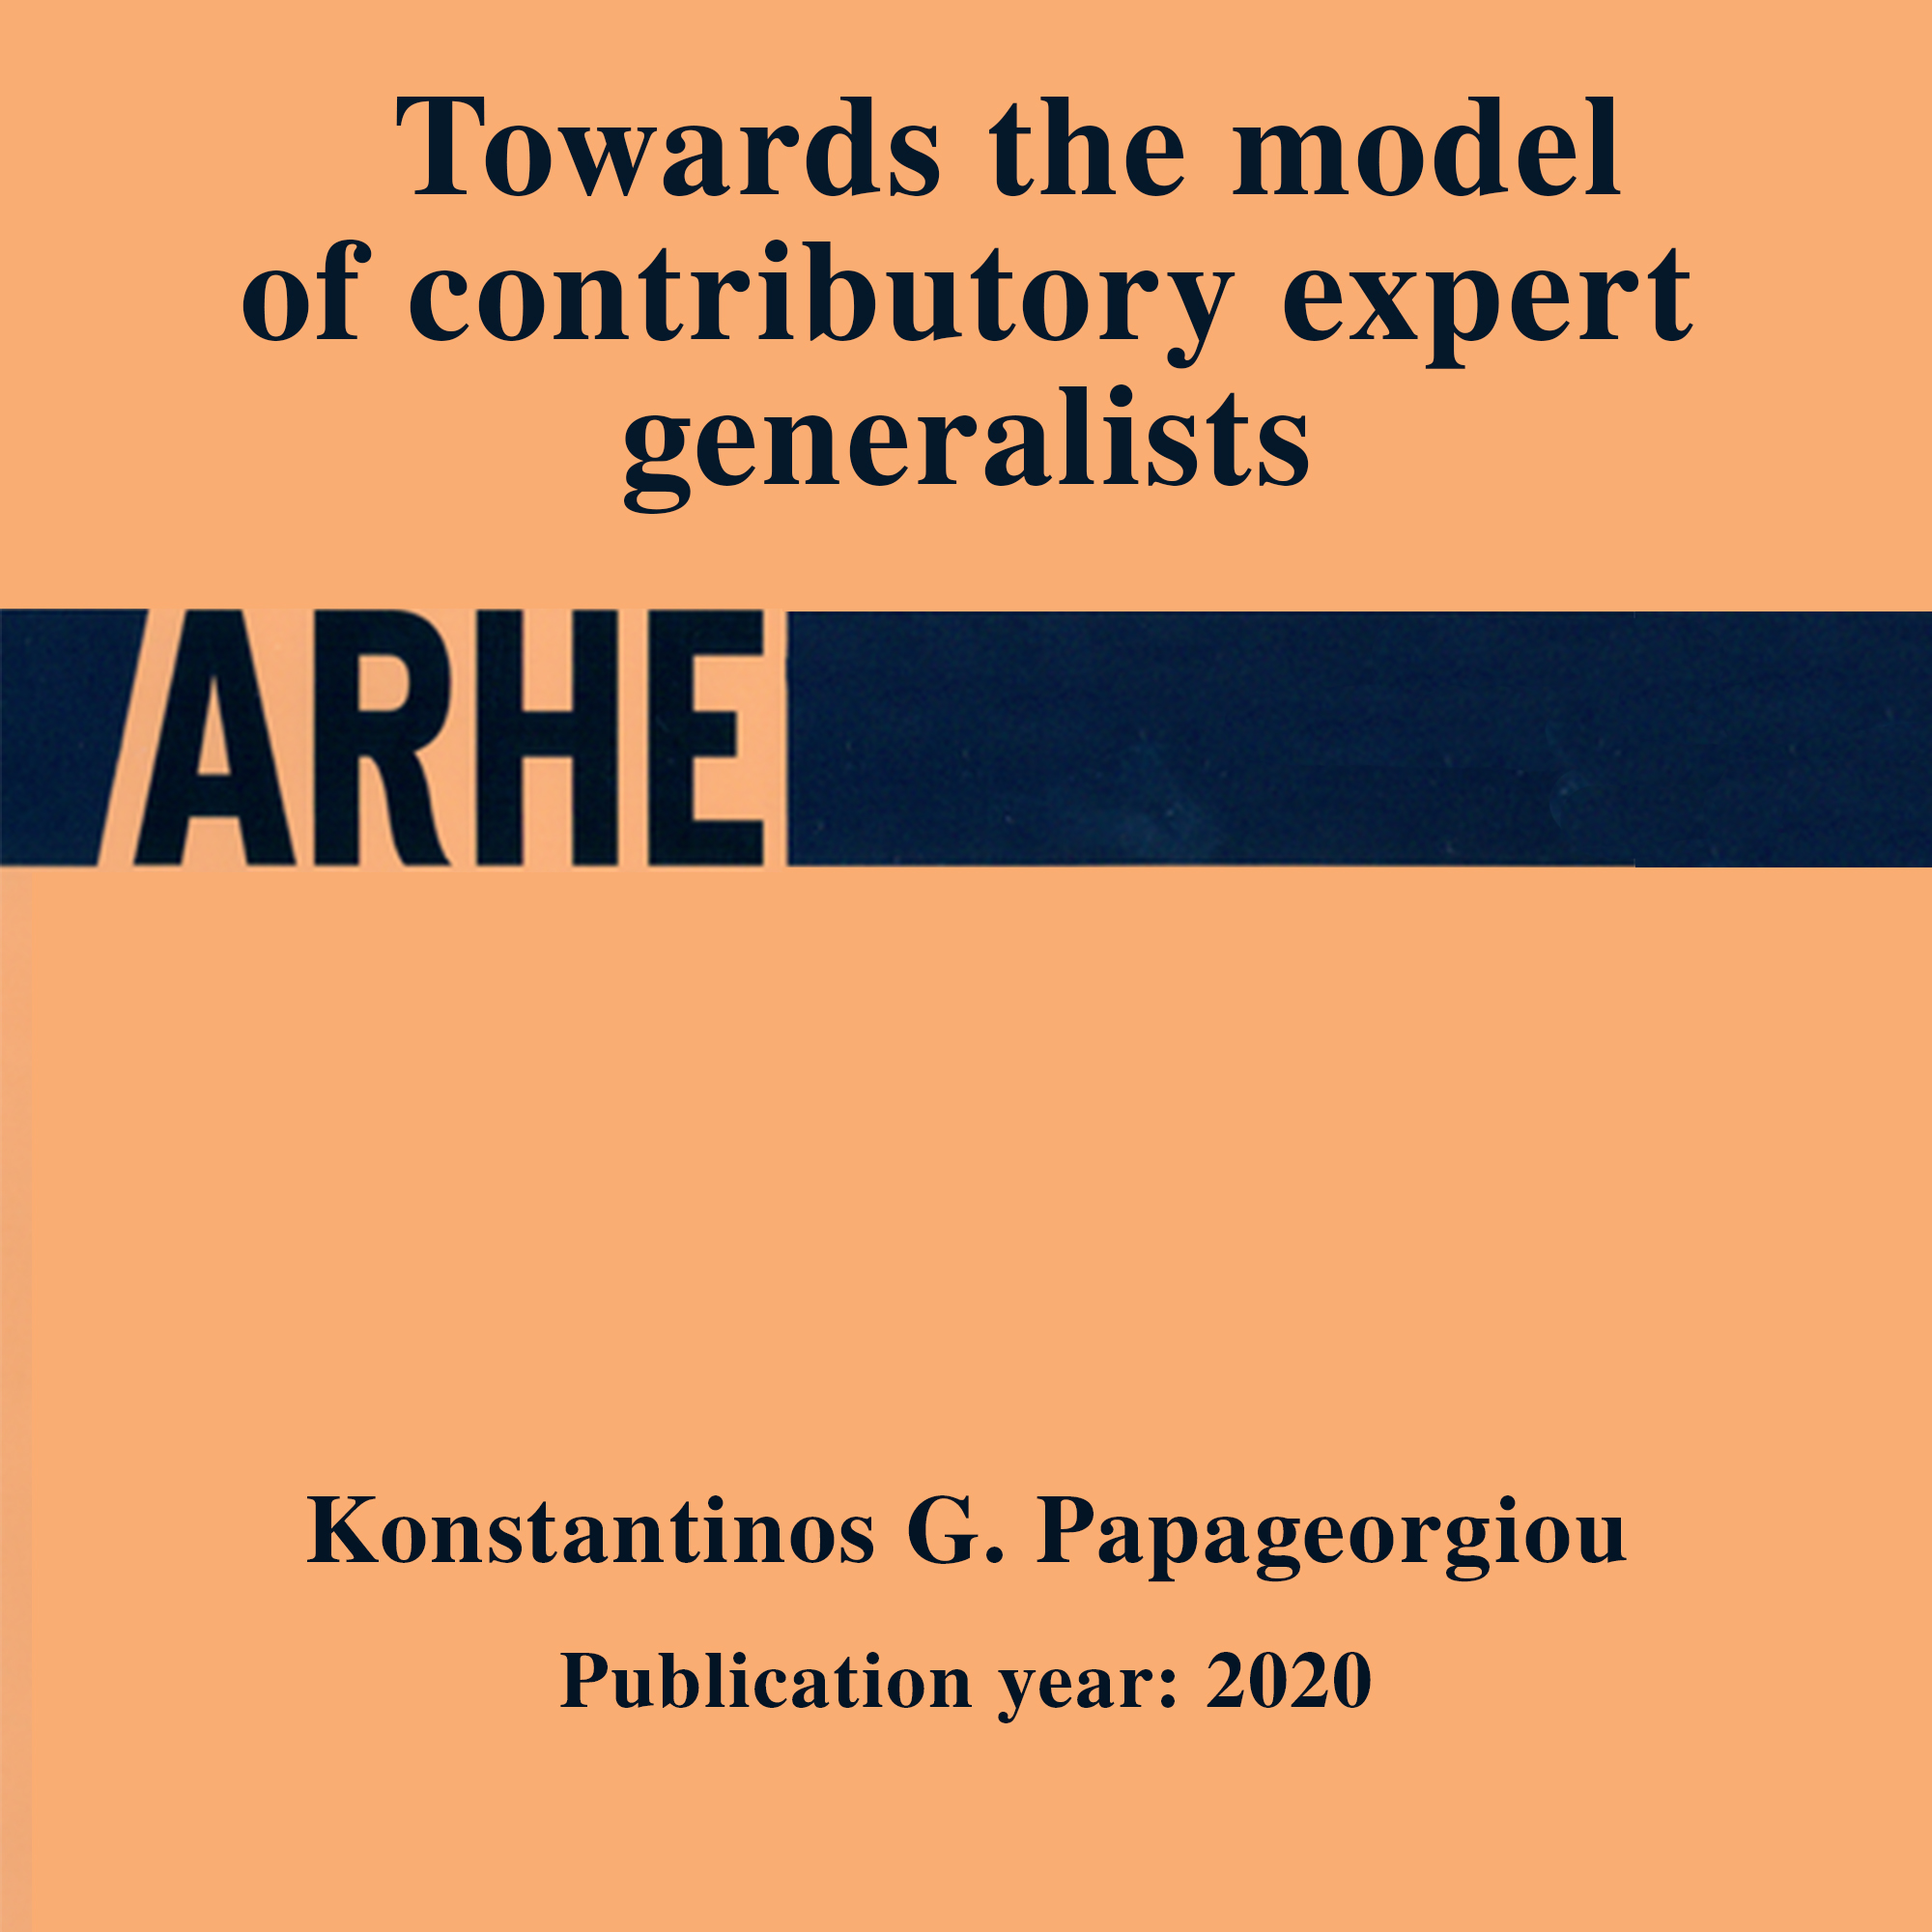 Towards the model
of contributory expert
generalists
ARHE
Konstantinos G. Papageorgiou
Publication year: 2020